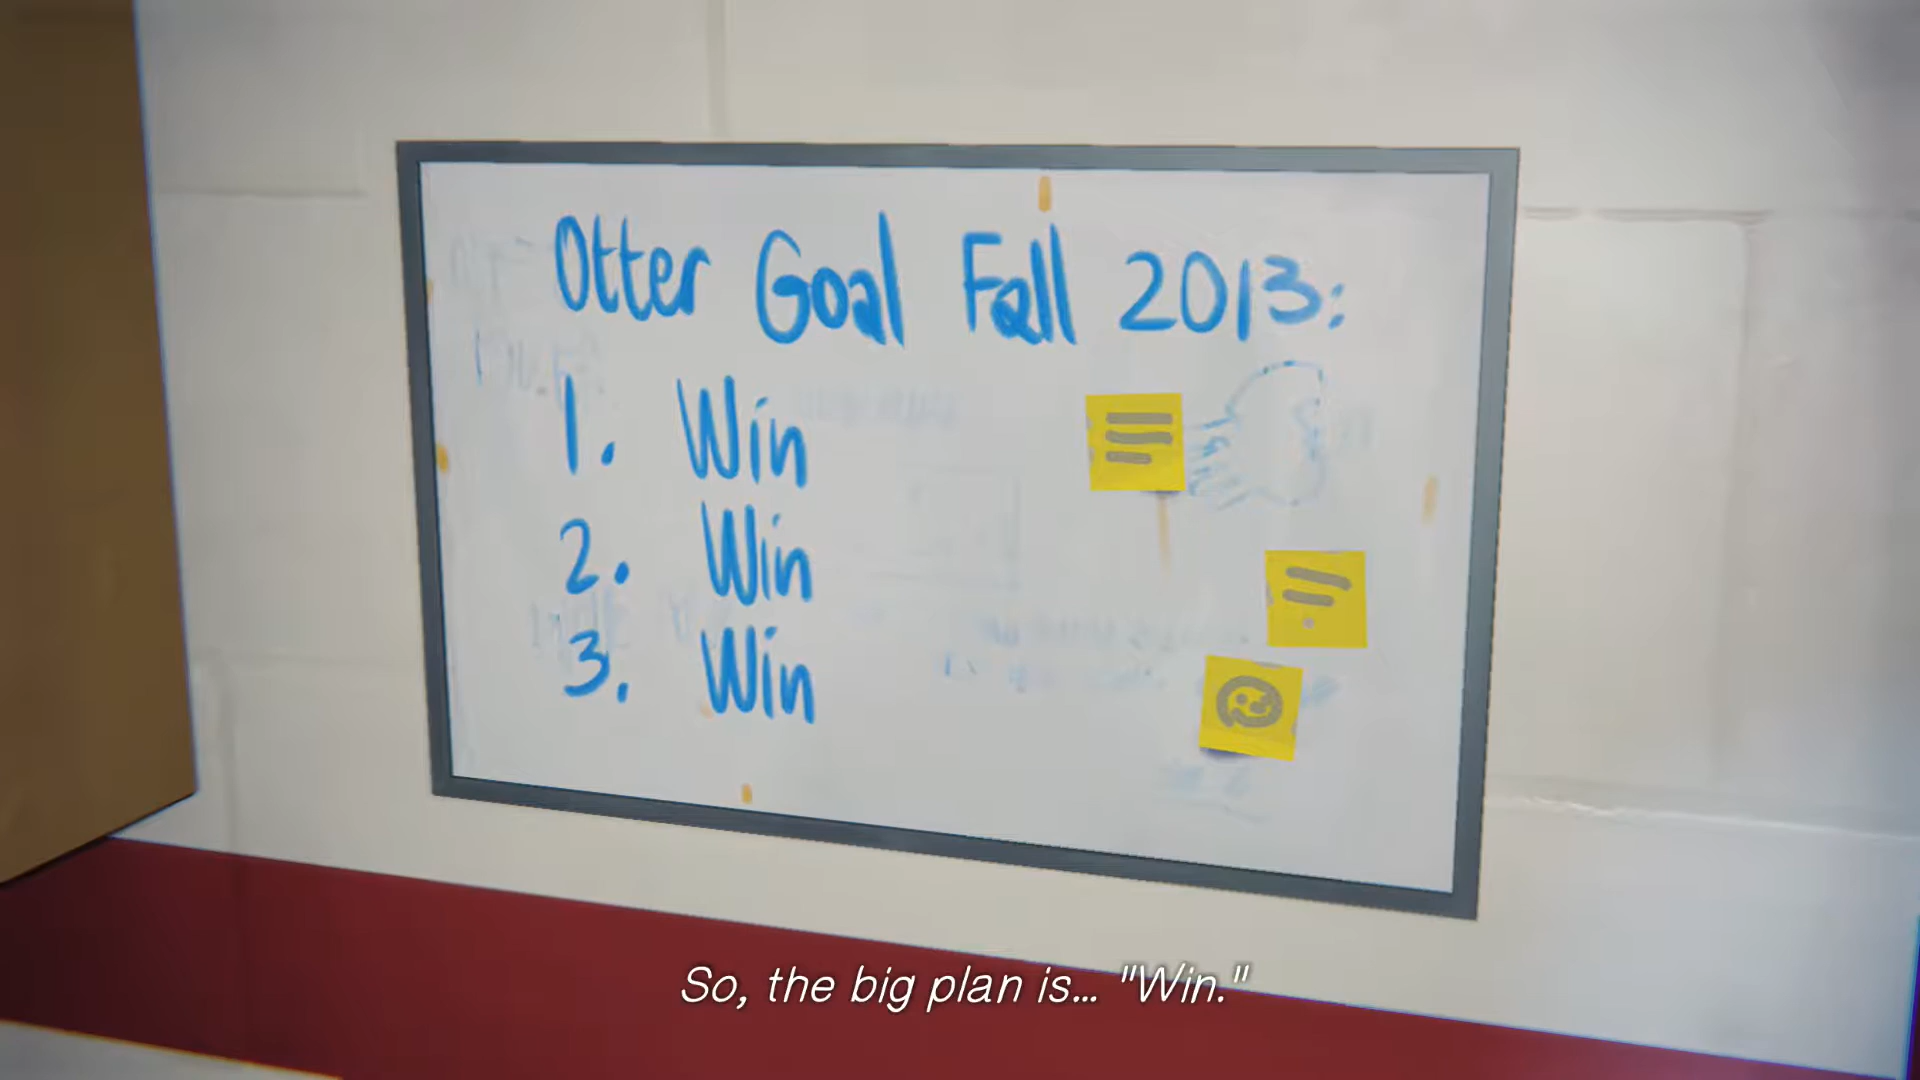 Otter Goal Fall 2013:
1. Win
2. Win
3. Win
So, the big plan is... "Win."